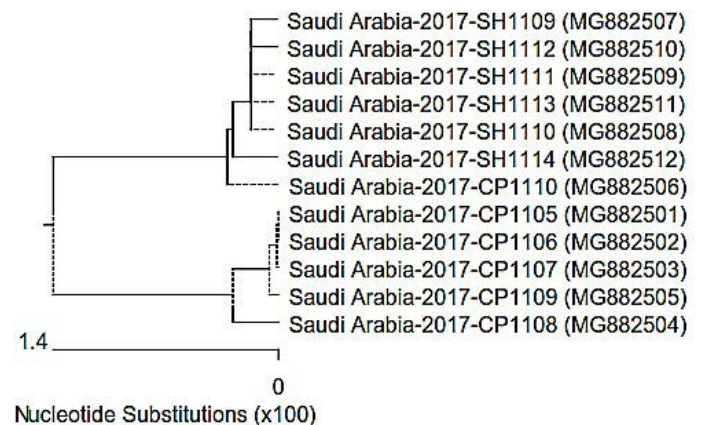 Saudi Arabia-2017-SH1109 (MG882507)
Saudi Arabia-2017-SH1112 (MG882510)
Saudi Arabia-2017-SH1111 (MG882509)
Saudi Arabia-2017-SH1113 (MG882511)
Saudi Arabia-2017-SH1110 (MG882508)
Saudi Arabia-2017-SH1114 (MG882512)
Saudi Arabia-2017-CP1110 (MG882506)
Saudi Arabia-2017-CP1105 (MG882501)
Saudi Arabia-2017-CP1106 (MG882502)
Saudi Arabia-2017-CP1107 (MG882503)
Saudi Arabia-2017-CP1109 (MG882505)
Saudi Arabia-2017-CP1108 (MG882504)
1.4
0
Nucleotide Substitutions (x100)